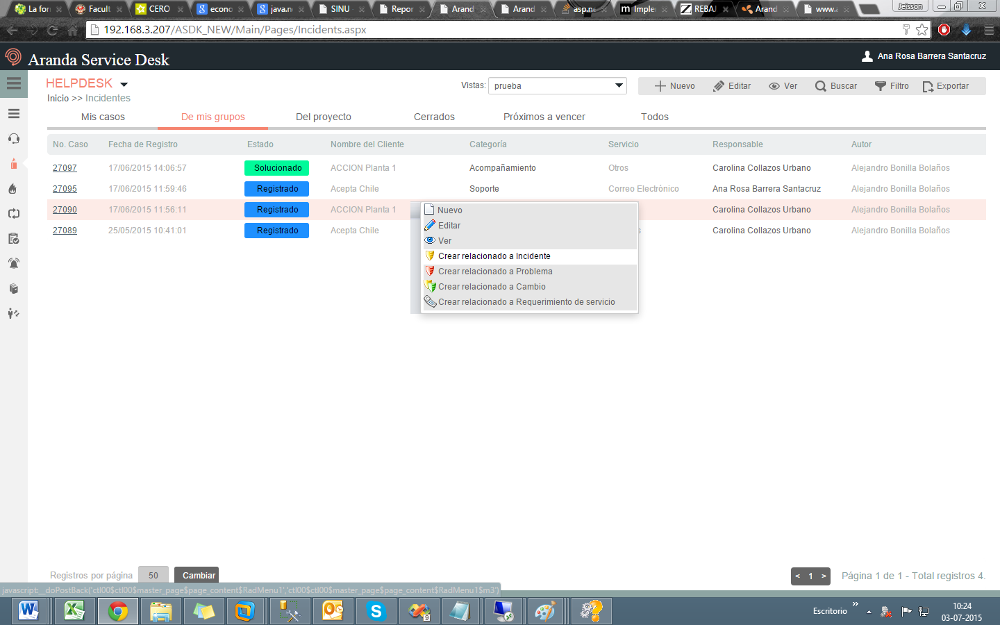 La for
Facult
CERO
econo
java.n
SINU
Repor
Arand
Arand
asp.ne
Imple
REBAJ
Arand
www.a
Jeisson
192.168.3.207/ASDK_NEW/Main/Pages/Incidents.aspx
Aranda Service Desk
Ana Rosa Barrera Santacruz
HELPDESK
Vistas: prueba
Nuevo Editar Ver Buscar Filtro Exportar
Inicio >> Incidentes
Mis casos De mis grupos Del proyecto Cerrados Próximos a vencer Todos
No. Caso Fecha de Registro Estado Nombre del Cliente Categoría Servicio Responsable Autor
27097 17/06/2015 14:06:57 Solucionado ACCION Planta 1 Acompañamiento Otros Carolina Collazos Urbano Alejandro Bonilla Bolaños
27095 17/06/2015 11:59:46 Registrado Acepta Chile Soporte Correo Electrónico Ana Rosa Barrera Santacruz Alejandro Bonilla Bolaños
27090 17/06/2015 11:56:11 Registrado ACCION Planta 1 Carolina Collazos Urbano Alejandro Bonilla Bolaños
27089 25/05/2015 10:41:01 Registrado Acepta Chile s Carolina Collazos Urbano Alejandro Bonilla Bolaños
Nuevo
Editar
Ver
Crear relacionado a Incidente
Crear relacionado a Problema
Crear relacionado a Cambio
Crear relacionado a Requerimiento de servicio
Registros por página 50 Cambiar
< 1 > Página 1 de 1 - Total registros 4.
javascript:__doPostBack('ctl00$ctl00$master_page$page_content$RadMenu1','ctl00$ctl00$master_page$page_content$RadMenu1$m3')
Escritorio »
10:24
03-07-2015